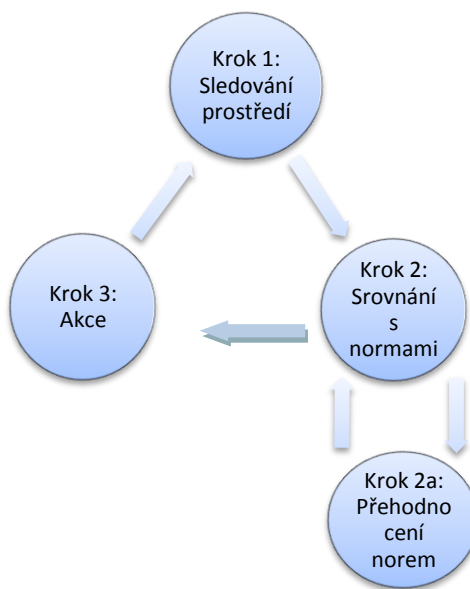 Krok 1:
Sledování
prostředí
Krok 2:
Srovnání
s
normami
Krok 3:
Akce
Krok 2a:
Přehodno
cení
norem